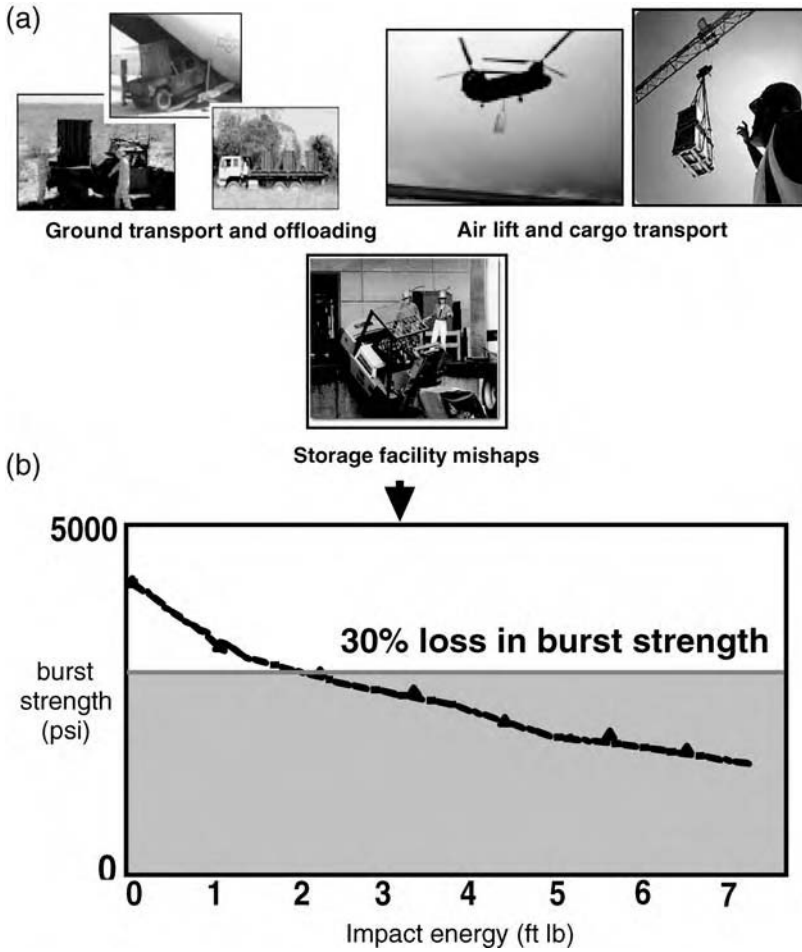 (a)
Ground transport and offloading
Air lift and cargo transport
Storage facility mishaps
(b)
5000
30% loss in burst strength
burst
strength
(psi)
0
0 1 2 3 4 5 6 7
Impact energy (ft lb)